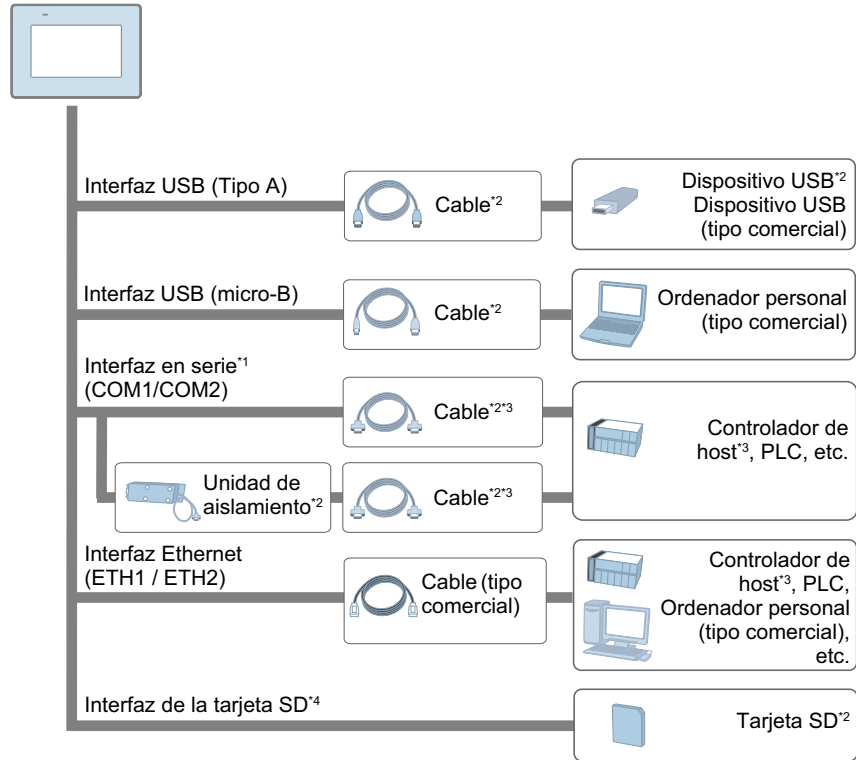 Interfaz USB (Tipo A)
Cable*2
Dispositivo USB*2
Dispositivo USB
(tipo comercial)
Interfaz USB (micro-B)
Cable*2
Ordenador personal
(tipo comercial)
Interfaz en serie*1
(COM1/COM2)
Cable*2*3
Controlador de
host*3, PLC, etc.
Unidad de
aislamiento*2
Cable*2*3
Interfaz Ethernet
(ETH1 / ETH2)
Cable (tipo
comercial)
Controlador de
host*3, PLC,
Ordenador personal
(tipo comercial),
etc.
Interfaz de la tarjeta SD*4
Tarjeta SD*2